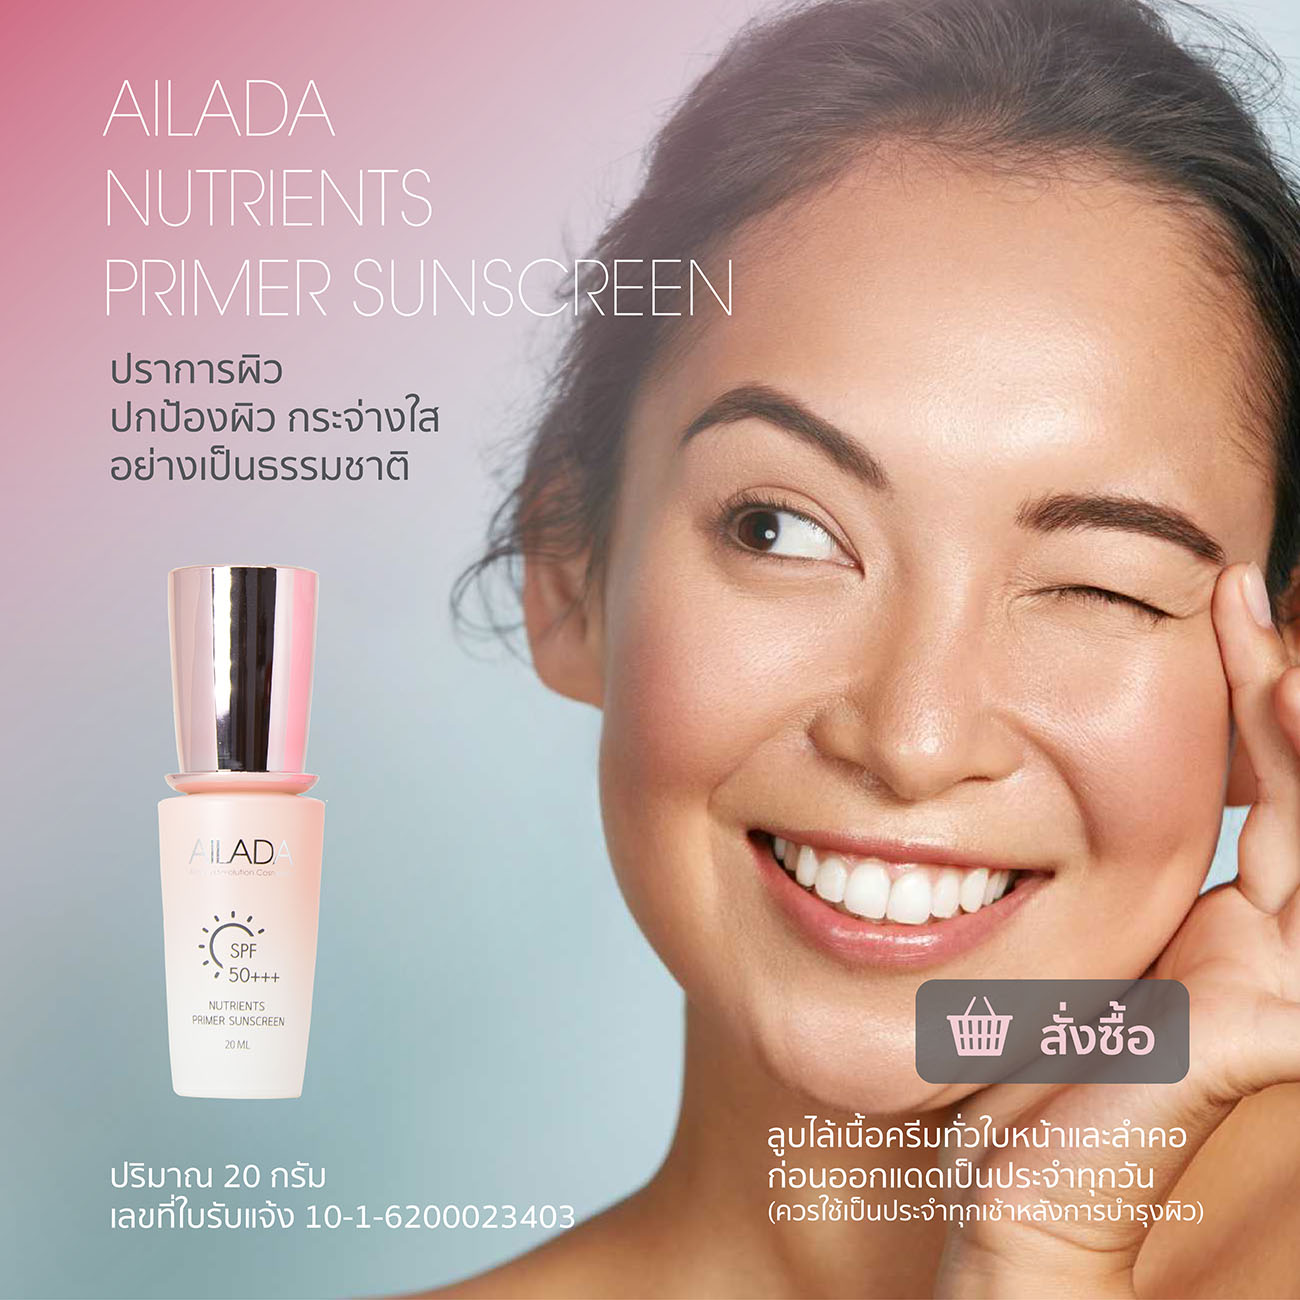 AILADA
NUTRIENTS
PRIMER SUNSCREEN
ปราการผิว
ปกป้องผิว กระจ่างใส
อย่างเป็นธรรมชาติ
AILADA
SPF
50+++
NUTRIENTS
PRIMER SUNSCREEN
20 ML
สั่งซื้อ
ลูบไล้เนื้อครีมทั่วใบหน้าและลำคอ
ก่อนออกแดดเป็นประจำทุกวัน
(ควรใช้เป็นประจำทุกเช้าหลังการบำรุงผิว)
ปริมาณ 20 กรัม
เลขที่ใบรับแจ้ง 10-1-6200023403